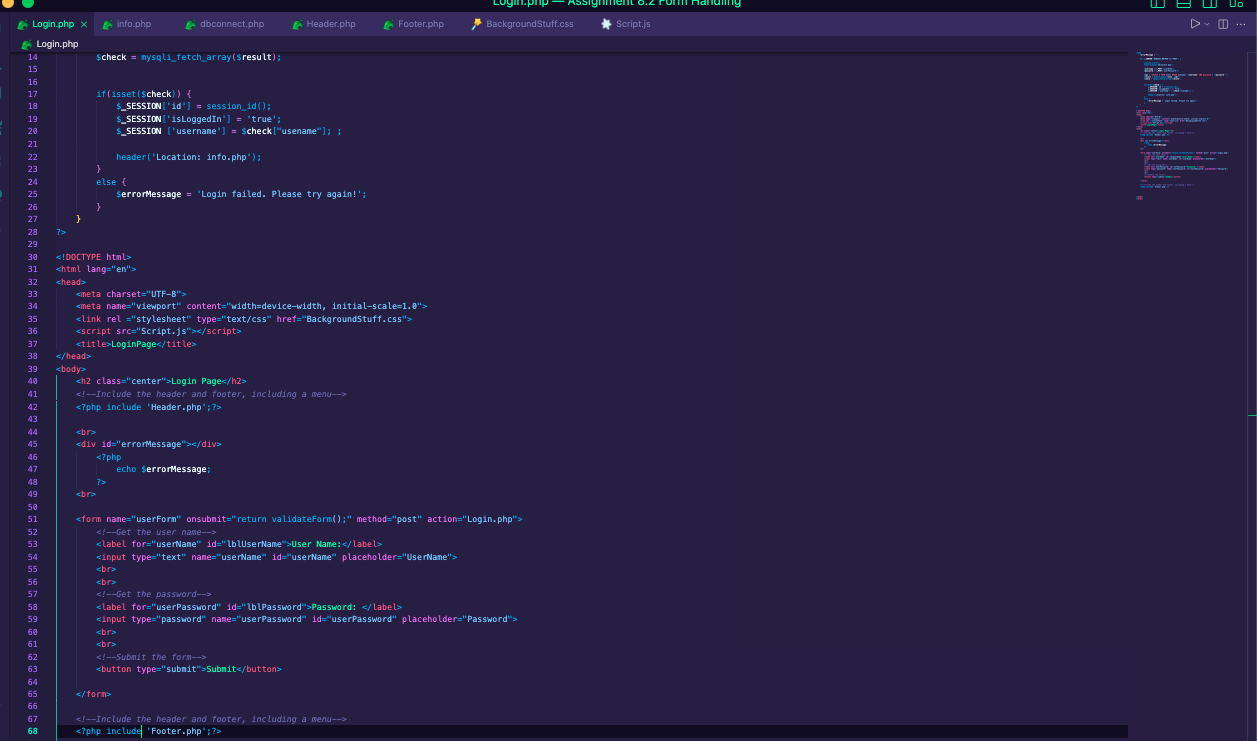 Login.php — Assignment 8.2 Form Handling
Login.php × info.php dbconnect.php Header.php Footer.php BackgroundStuff.css Script.js
Login.php
14 $check = mysqli_fetch_array($result);
15
16
17 if(isset($check)) {
18 $_SESSION['id'] = session_id();
19 $_SESSION['isLoggedIn'] = 'true';
20 $_SESSION ['username'] = $check["usename"]; ;
21
22 header('Location: info.php');
23 }
24 else {
25 $errorMessage = 'Login failed. Please try again!';
26 }
27 }
28 ?>
29
30 <!DOCTYPE html>
31 <html lang="en">
32 <head>
33 <meta charset="UTF-8">
34 <meta name="viewport" content="width=device-width, initial-scale=1.0">
35 <link rel ="stylesheet" type="text/css" href="BackgroundStuff.css">
36 <script src="Script.js"></script>
37 <title>LoginPage</title>
38 </head>
39 <body>
40 <h2 class="center">Login Page</h2>
41 <!--Include the header and footer, including a menu-->
42 <?php include 'Header.php';?>
43
44 <br>
45 <div id="errorMessage"></div>
46 <?php
47 echo $errorMessage;
48 ?>
49 <br>
50
51 <form name="userForm" onsubmit="return validateForm();" method="post" action="Login.php">
52 <!--Get the user name-->
53 <label for="userName" id="lblUserName">User Name:</label>
54 <input type="text" name="userName" id="userName" placeholder="UserName">
55 <br>
56 <br>
57 <!--Get the password-->
58 <label for="userPassword" id="lblPassword">Password: </label>
59 <input type="password" name="userPassword" id="userPassword" placeholder="Password">
60 <br>
61 <br>
62 <!--Submit the form-->
63 <button type="submit">Submit</button>
64
65 </form>
66
67 <!--Include the header and footer, including a menu-->
68 <?php include 'Footer.php';?>